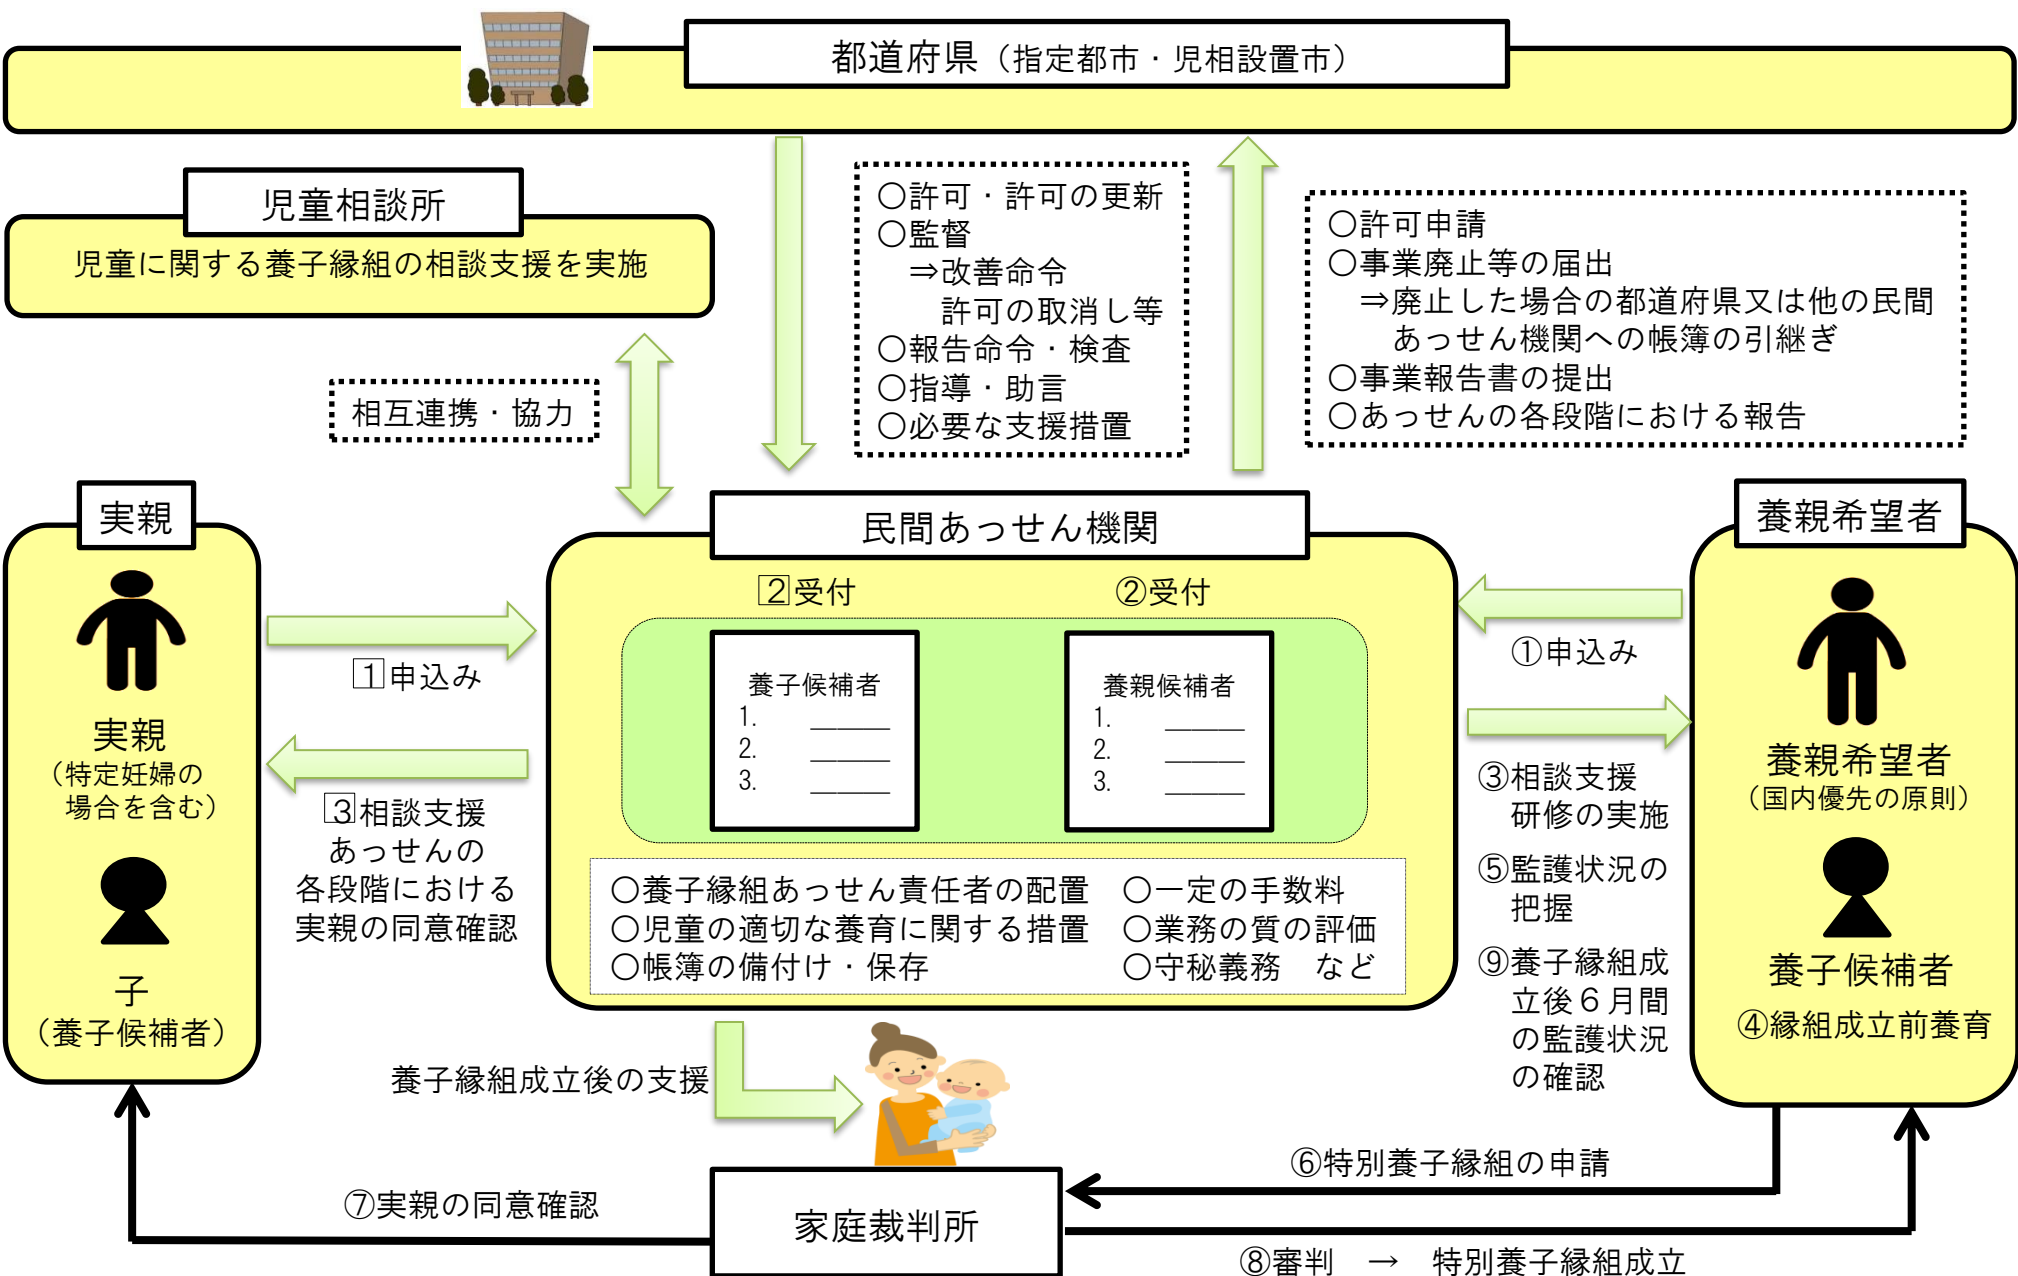 都道府県（指定都市・児相設置市）
児童相談所
児童に関する養子縁組の相談支援を実施
○許可・許可の更新
○監督
⇒改善命令
許可の取消し等
○報告命令・検査
○指導・助言
○必要な支援措置
○許可申請
○事業廃止等の届出
⇒廃止した場合の都道府県又は他の民間
あっせん機関への帳簿の引継ぎ
○事業報告書の提出
○あっせんの各段階における報告
相互連携・協力
実親
実親
（特定妊婦の
場合を含む）
子
（養子候補者）
1申込み
3相談支援
あっせんの
各段階における
実親の同意確認
民間あっせん機関
2受付
②受付
養子候補者
1. ＿＿＿
2. ＿＿＿
3. ＿＿＿
養親候補者
1. ＿＿＿
2. ＿＿＿
3. ＿＿＿
○養子縁組あっせん責任者の配置　○一定の手数料
○児童の適切な養育に関する措置　○業務の質の評価
○帳簿の備付け・保存　○守秘義務　など
①申込み
③相談支援
研修の実施
⑤監護状況の
把握
⑨養子縁組成
立後６月間
の監護状況
の確認
養親希望者
養親希望者
（国内優先の原則）
養子候補者
④縁組成立前養育
養子縁組成立後の支援
⑥特別養子縁組の申請
⑦実親の同意確認
家庭裁判所
⑧審判　→　特別養子縁組成立